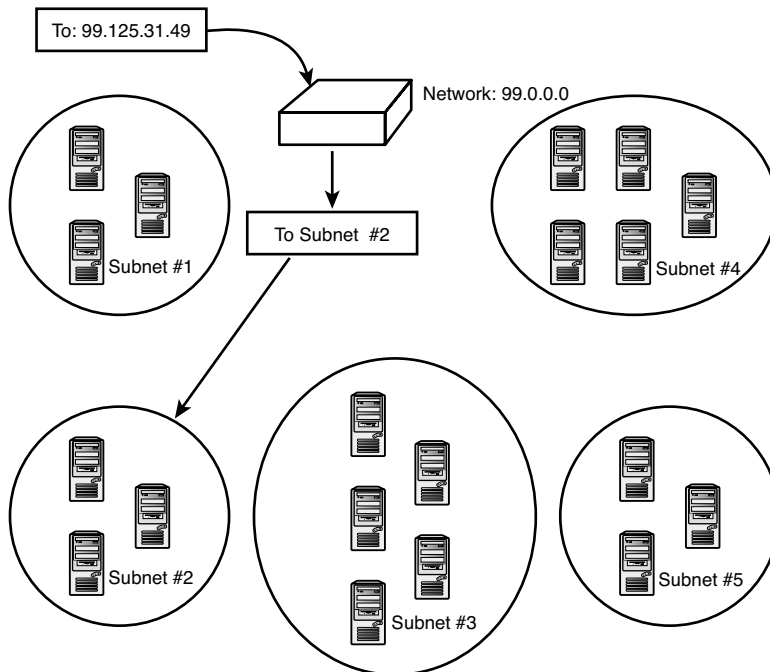 To: 99.125.31.49
Network: 99.0.0.0
To Subnet #2
Subnet #1
Subnet #4
Subnet #2
Subnet #3
Subnet #5